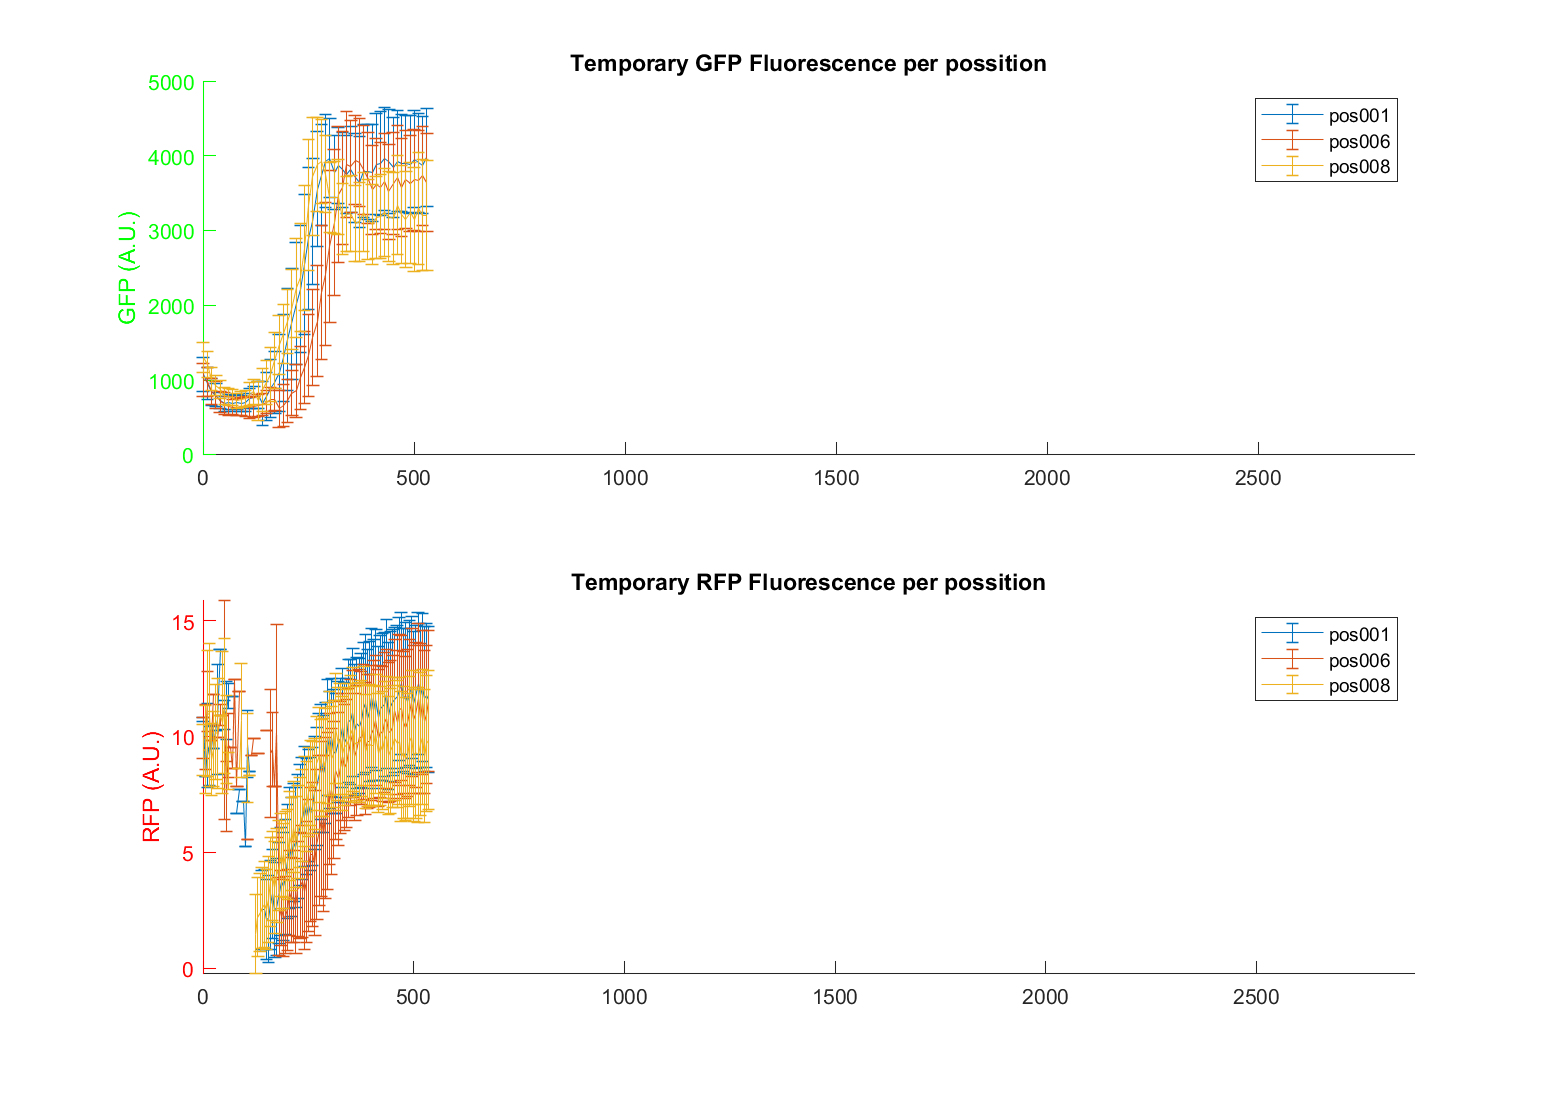 Temporary GFP Fluorescence per possition
5000
4000
3000
2000
1000
0
GFP (A.U.)
0 500 1000 1500 2000 2500
pos001
pos006
pos008
Temporary RFP Fluorescence per possition
15
10
5
0
RFP (A.U.)
0 500 1000 1500 2000 2500
pos001
pos006
pos008